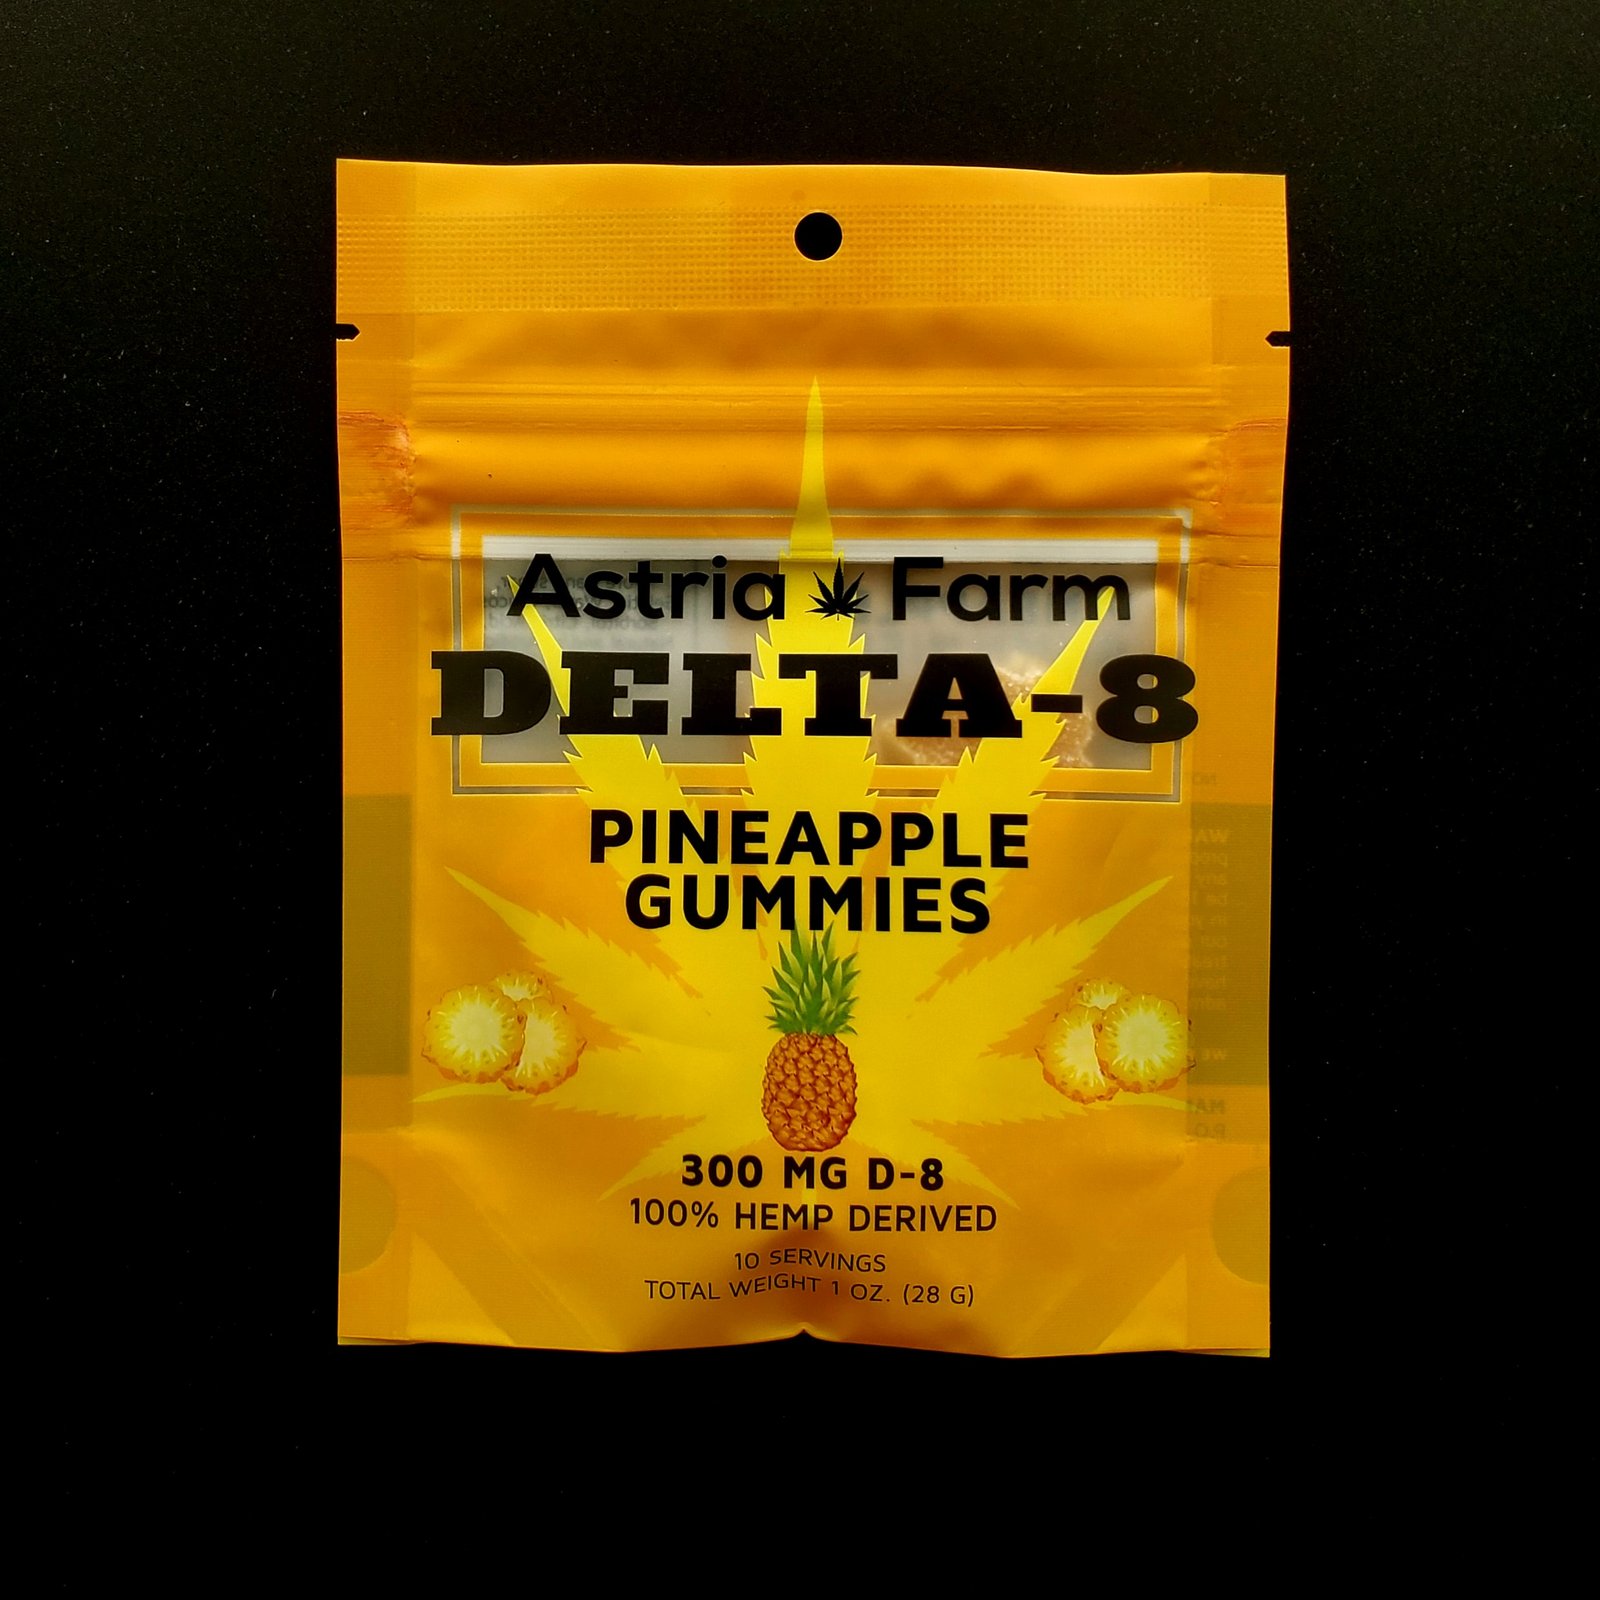 Astria Farm
DELTA-8
PINEAPPLE
GUMMIES
300 MG D-8
100% HEMP DERIVED
10 SERVINGS
TOTAL WEIGHT 1 OZ. (28 G)